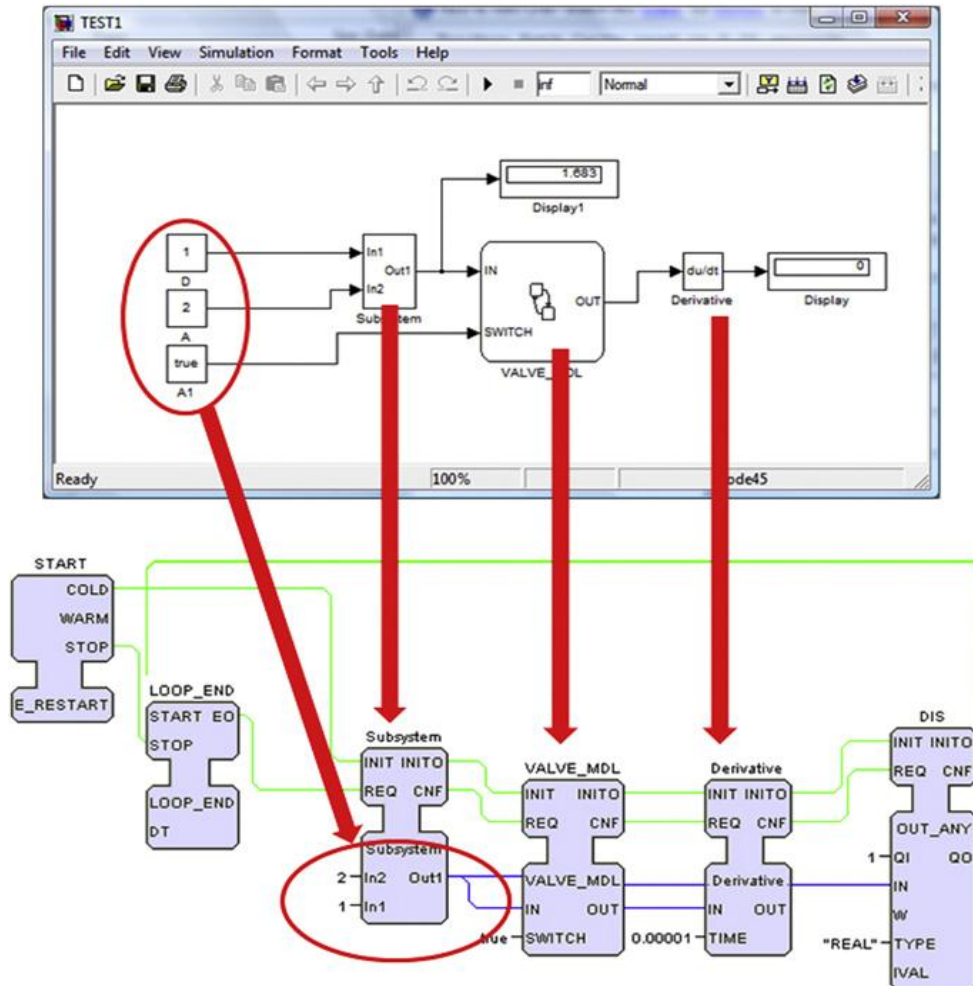 TEST1
File Edit View Simulation Format Tools Help
inf Normal
1.683
Display1
1
D
2
A
true
A1
In1
In2
Out1
Subsystem
IN
SWITCH
OUT
du/dt
Derivative
0
Display
Ready 100%
START
COLD
WARM
STOP
E_RESTART
LOOP_END
START EO
STOP
LOOP_END
DT
Subsystem
INIT INITO
REQ CNF
Subsystem
2 In2 Out1
1 In1
VALVE_MDL
INIT INITO
REQ CNF
VALVE_MDL
IN OUT
SWITCH
Derivative
INIT INITO
REQ CNF
Derivative
IN OUT
0.00001 TIME
DIS
INIT INITO
REQ CNF
OUT_ANY
1 QI QO
IN
W
"REAL" TYPE
IVAL